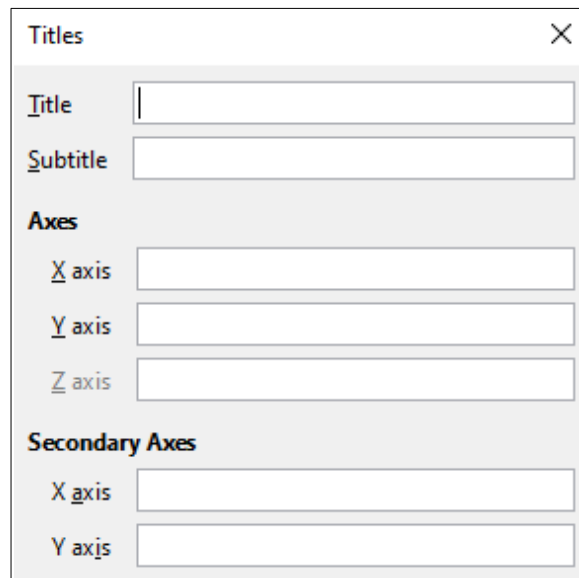 Titles
Title
Subtitle
Axes
X axis
Y axis
Z axis
Secondary Axes
X axis
Y axis